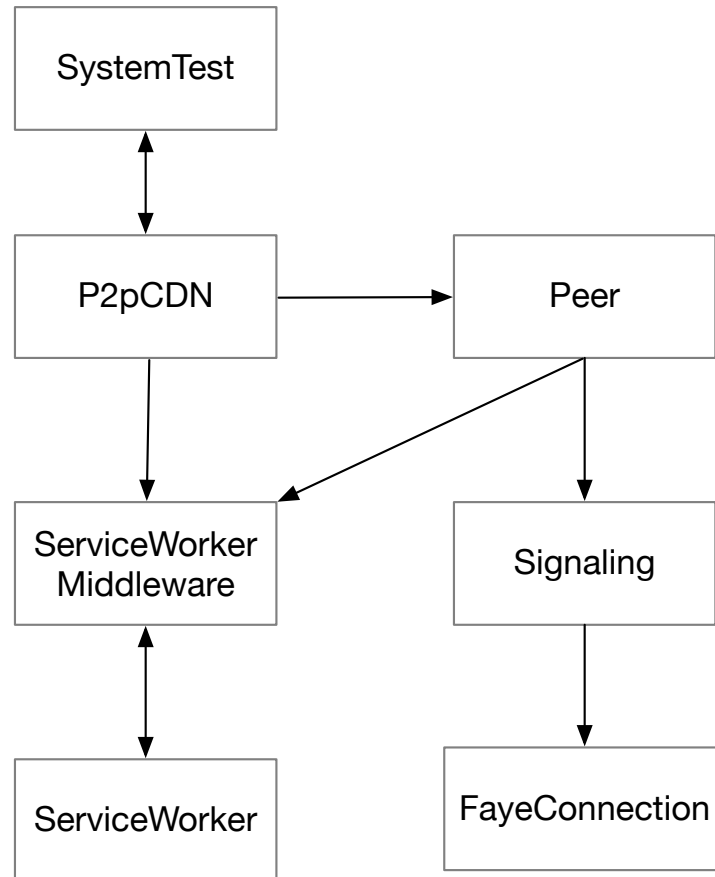 SystemTest
P2pCDN
Peer
ServiceWorker
Middleware
Signaling
ServiceWorker
FayeConnection